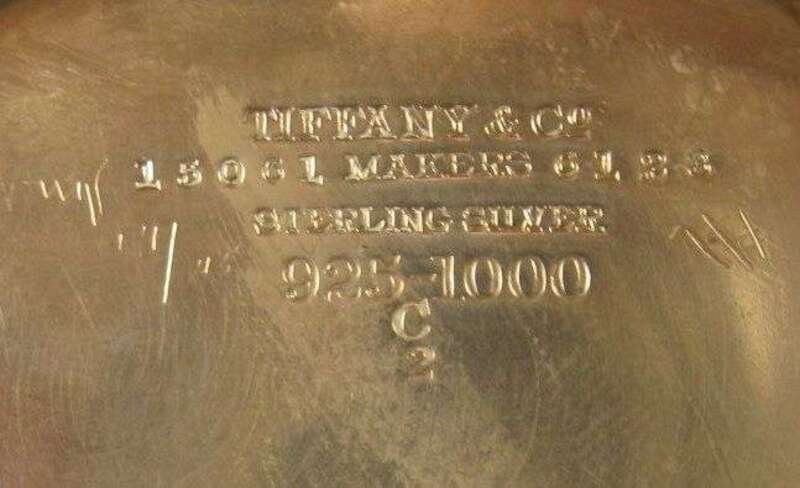 TIFFANY & Co
15061 MAKERS 6123
STERLING SILVER
925-1000
C
2